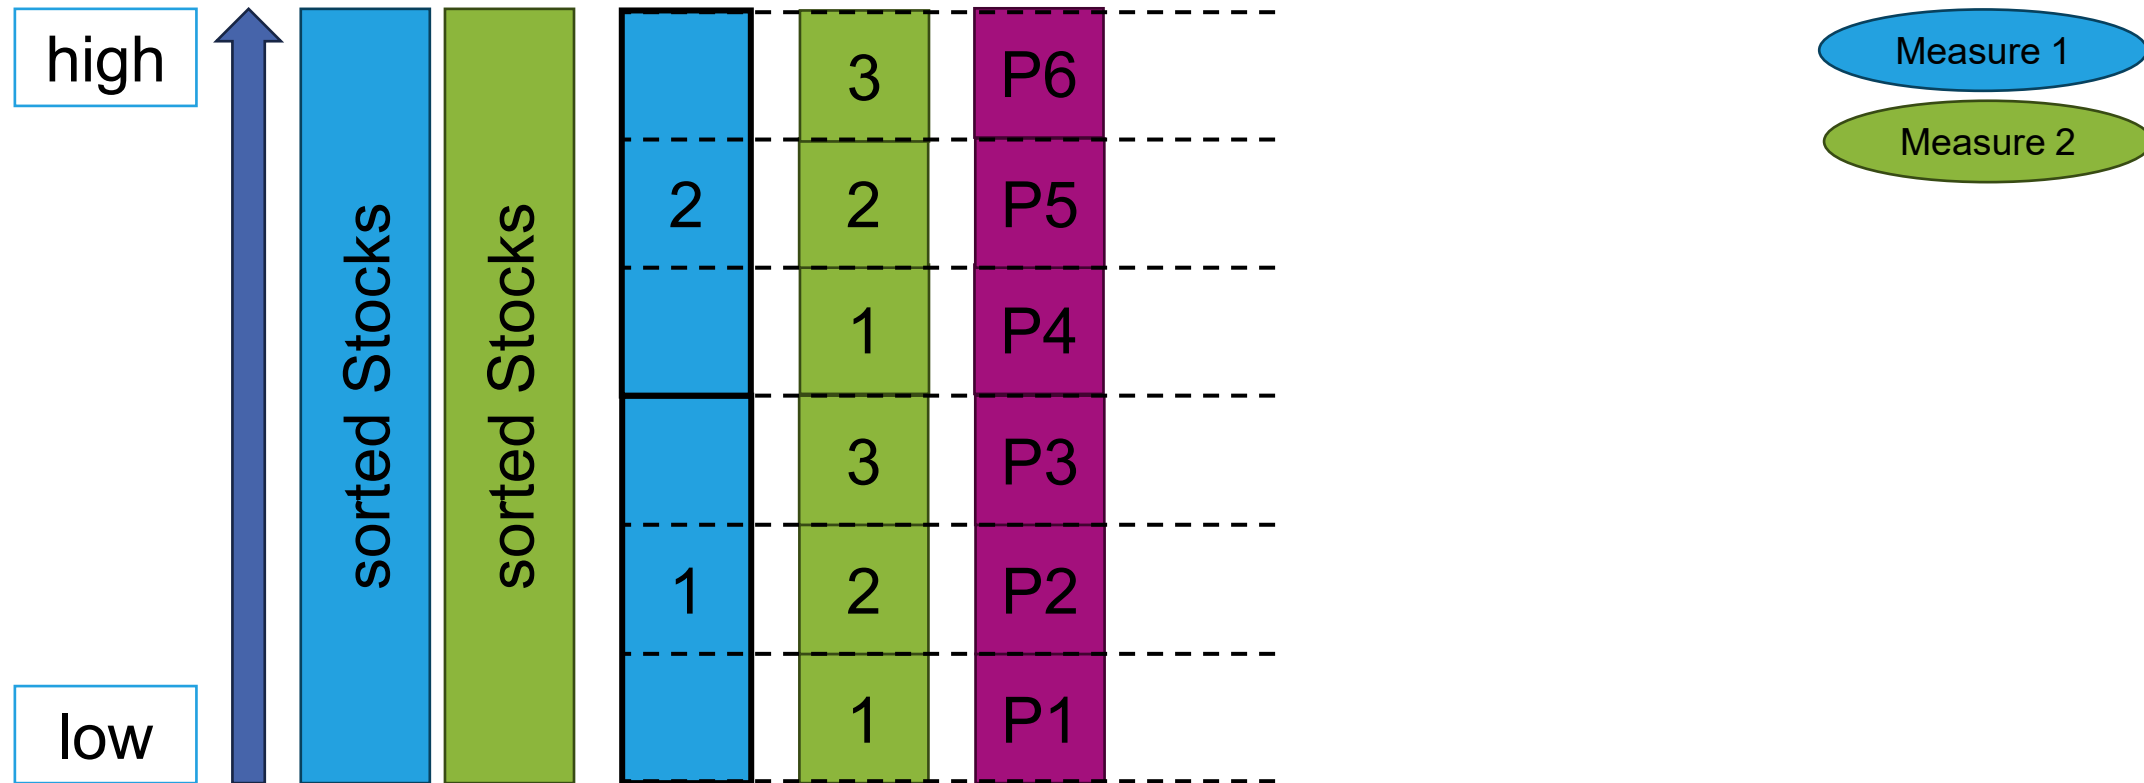 high
low
sorted Stocks
sorted Stocks
2
1
3
2
1
3
2
1
P6
P5
P4
P3
P2
P1
Measure 1
Measure 2